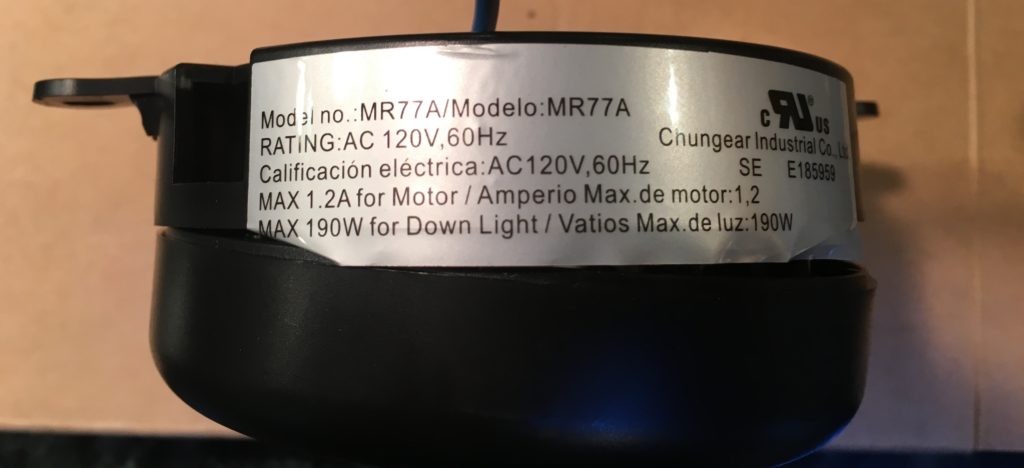 Model no.:MR77A/Modelo:MR77A
RATING:AC 120V,60Hz
Calificación eléctrica:AC120V,60Hz
MAX 1.2A for Motor / Amperio Max.de motor:1,2
MAX 190W for Down Light / Vatios Max.de luz:190W
c RU ® US
Chungear Industrial Co., Ltd
SE E185959